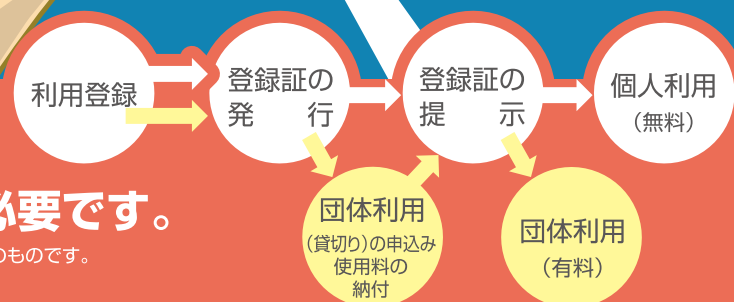 利用登録
登録証の
発　　行
登録証の
提　　示
個人利用
（無料）
団体利用
（貸切り）の申込み
使用料の
納付
団体利用
（有料）
必要です。
のものです。